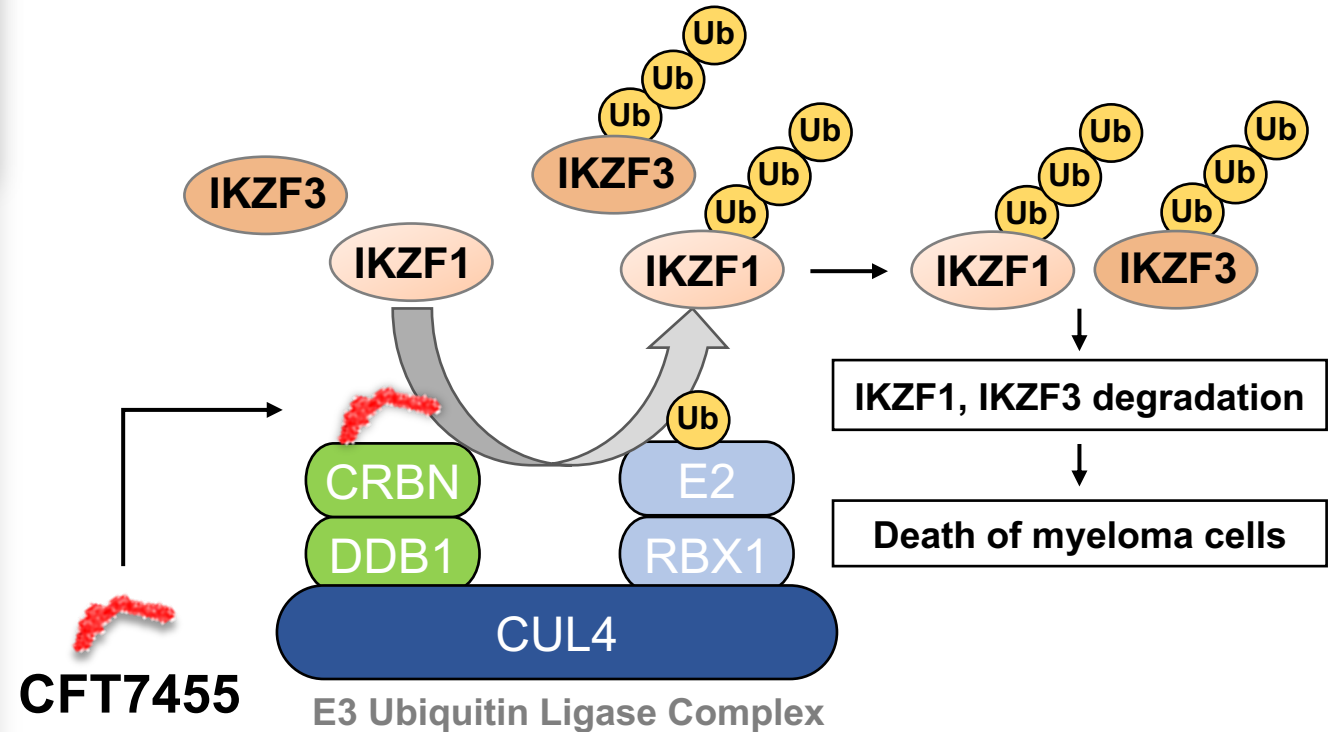 Ub
Ub
Ub
IKZF3
Ub
Ub
Ub
IKZF1
Ub
Ub
Ub
IKZF1
Ub
Ub
Ub
IKZF3
IKZF3
IKZF1
Ub
CRBN
E2
DDB1
RBX1
CUL4
E3 Ubiquitin Ligase Complex
CFT7455
IKZF1, IKZF3 degradation
Death of myeloma cells